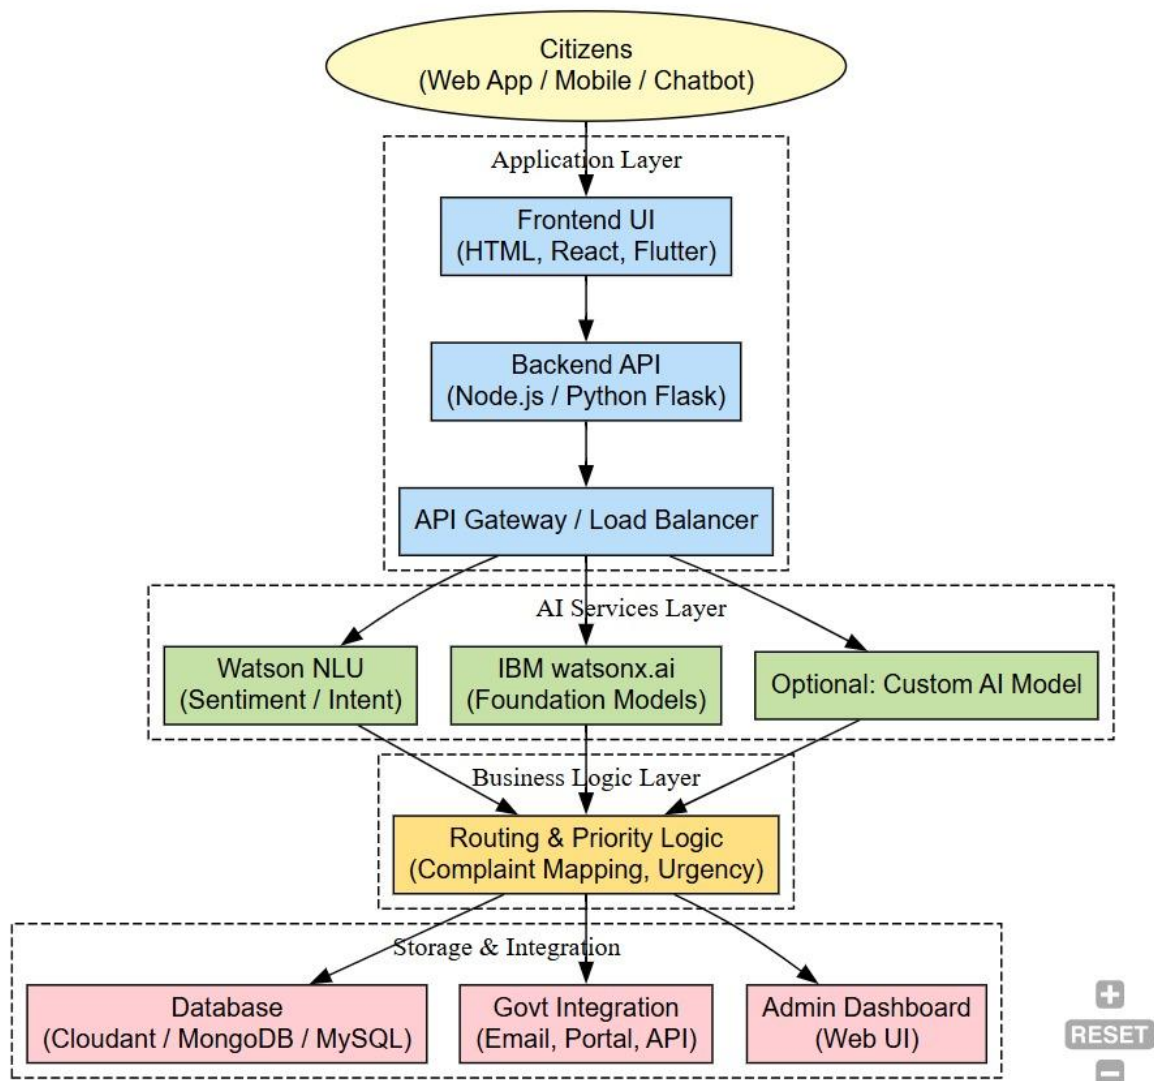 Citizens
(Web App / Mobile / Chatbot)
Application Layer
Frontend UI
(HTML, React, Flutter)
Backend API
(Node.js / Python Flask)
API Gateway / Load Balancer
AI Services Layer
Watson NLU
(Sentiment / Intent)
IBM watsonx.ai
(Foundation Models)
Optional: Custom AI Model
Business Logic Layer
Routing & Priority Logic
(Complaint Mapping, Urgency)
Storage & Integration
Database
(Cloudant / MongoDB / MySQL)
Govt Integration
(Email, Portal, API)
Admin Dashboard
(Web UI)
RESET